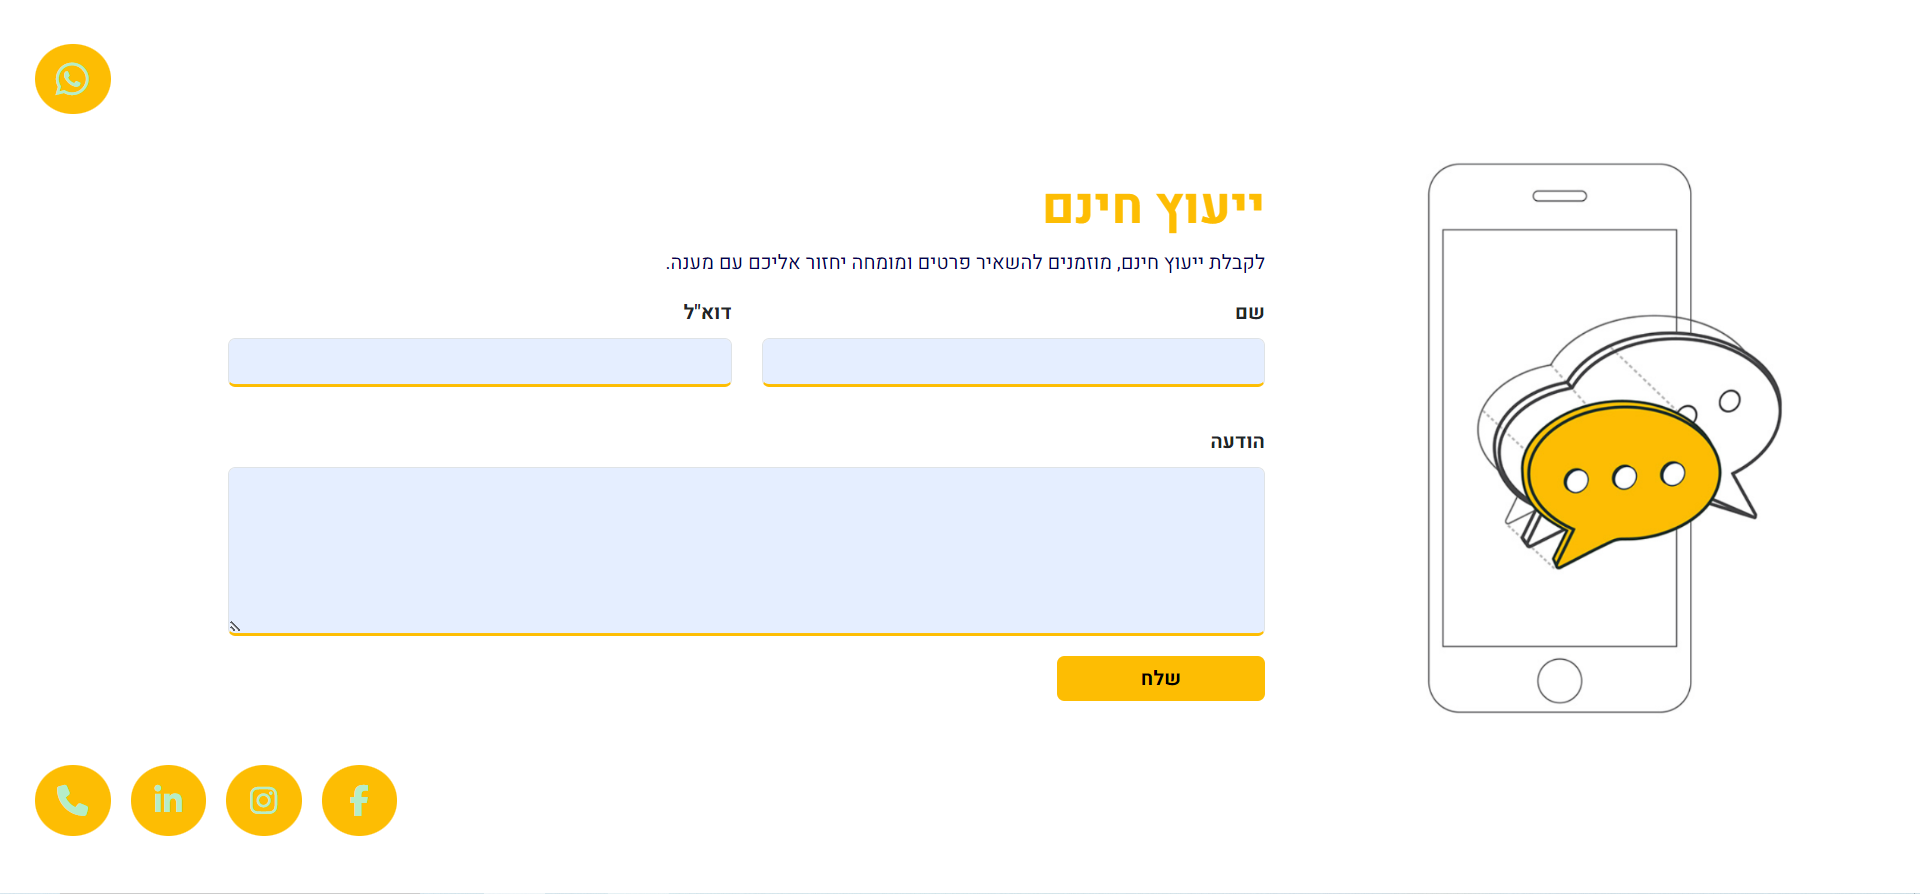 ייעוץ חינם
לקבלת ייעוץ חינם, מוזמנים להשאיר פרטים ומומחה יחזור אליכם עם מענה.
שם
דוא"ל
הודעה
שלח